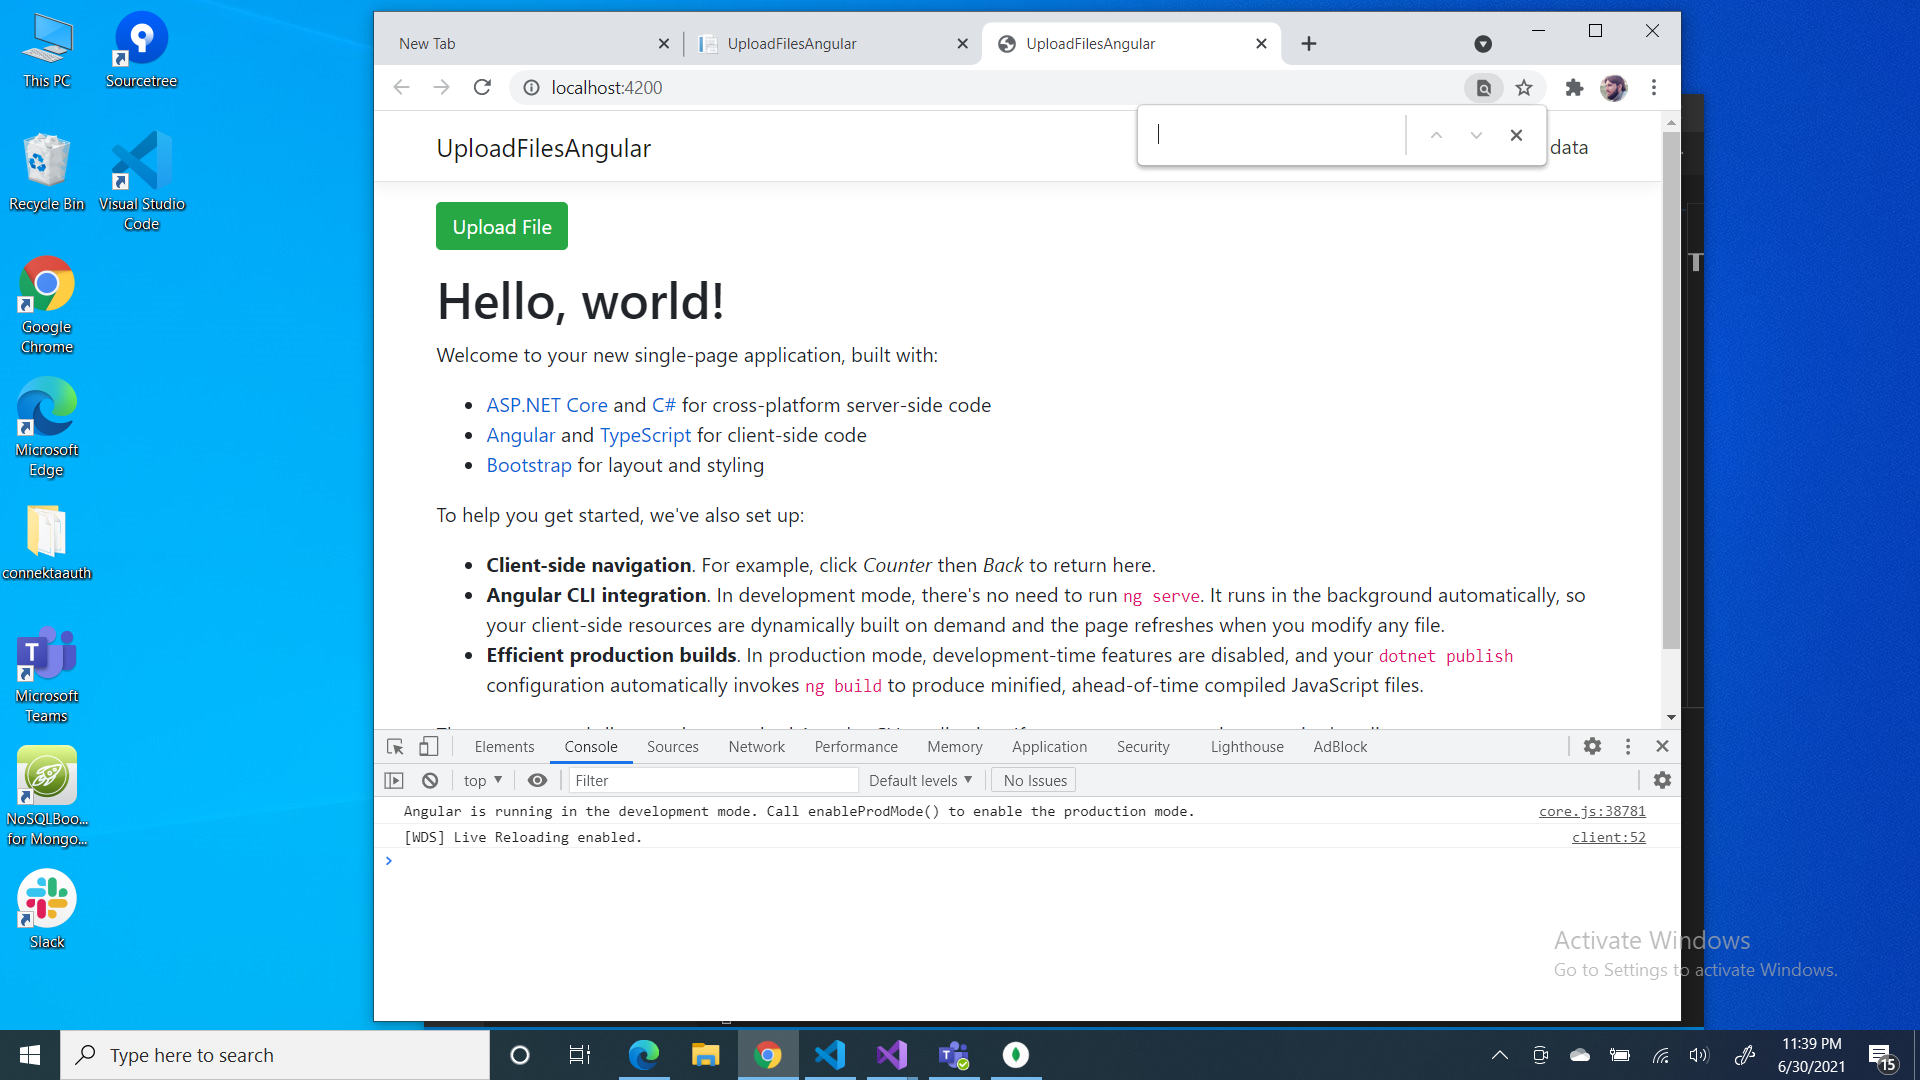 This PC
Sourcetree
Recycle Bin
Visual Studio
Code
Google
Chrome
Microsoft
Edge
connektaauth
Microsoft
Teams
NoSQLBoo...
for Mongo...
Slack
New Tab
UploadFilesAngular
UploadFilesAngular
localhost:4200
UploadFilesAngular
data
Upload File
Hello, world!
Welcome to your new single-page application, built with:
ASP.NET Core and C# for cross-platform server-side code
Angular and TypeScript for client-side code
Bootstrap for layout and styling
To help you get started, we've also set up:
Client-side navigation. For example, click Counter then Back to return here.
Angular CLI integration. In development mode, there's no need to run ng serve. It runs in the background automatically, so
your client-side resources are dynamically built on demand and the page refreshes when you modify any file.
Efficient production builds. In production mode, development-time features are disabled, and your dotnet publish
configuration automatically invokes ng build to produce minified, ahead-of-time compiled JavaScript files.
T
Elements Console Sources Network Performance Memory Application Security Lighthouse AdBlock
top Filter Default levels No Issues
Angular is running in the development mode. Call enableProdMode() to enable the production mode. core.js:38781
[WDS] Live Reloading enabled. client:52
Activate Windows
Go to Settings to activate Windows.
Type here to search
11:39 PM
6/30/2021
15